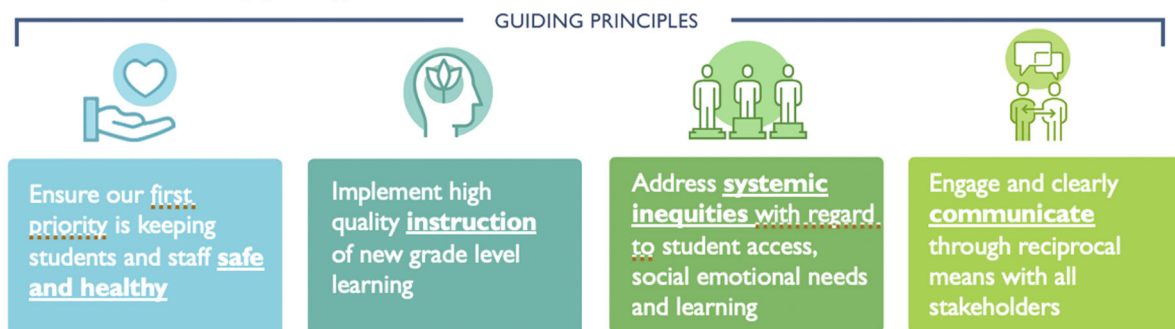 GUIDING PRINCIPLES
Ensure our first
priority is keeping
students and staff safe
and healthy
Implement high
quality instruction
of new grade level
learning
Address systemic
inequities with regard
to student access,
social emotional needs
and learning
Engage and clearly
communicate
through reciprocal
means with all
stakeholders